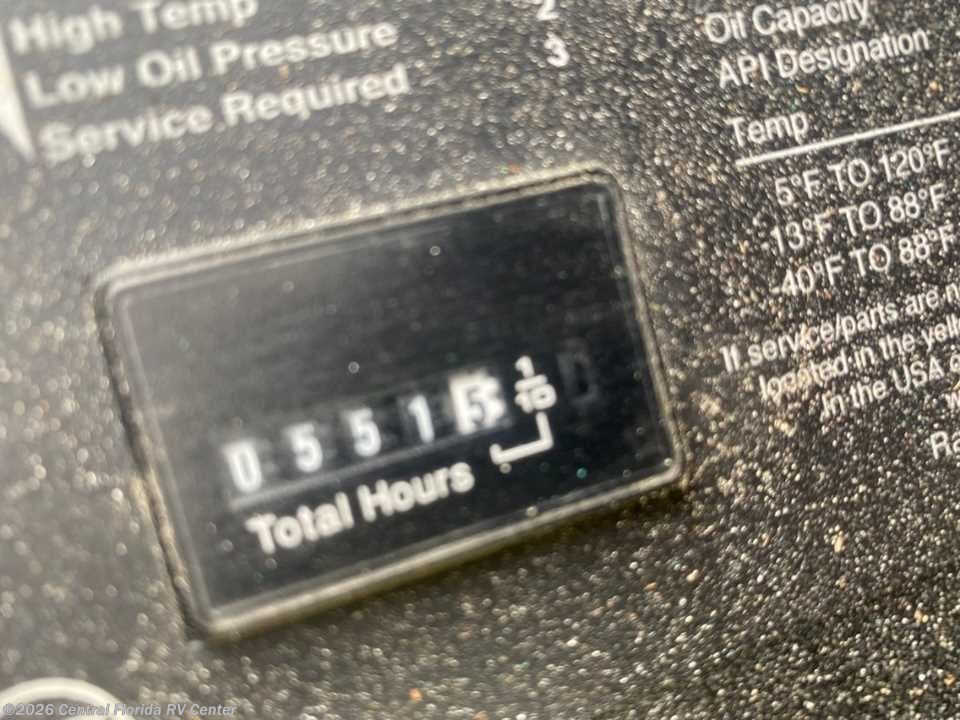 High Temp 2
Low Oil Pressure 3
Service Required
Oil Capacity
API Designation
Temp
5°F TO 120°F
13°F TO 88°F
-40°F TO 88°F
If service/parts are
located in the
in the USA
0 5 5 1 5 1/10
Total Hours
©2026 Central Florida RV Center